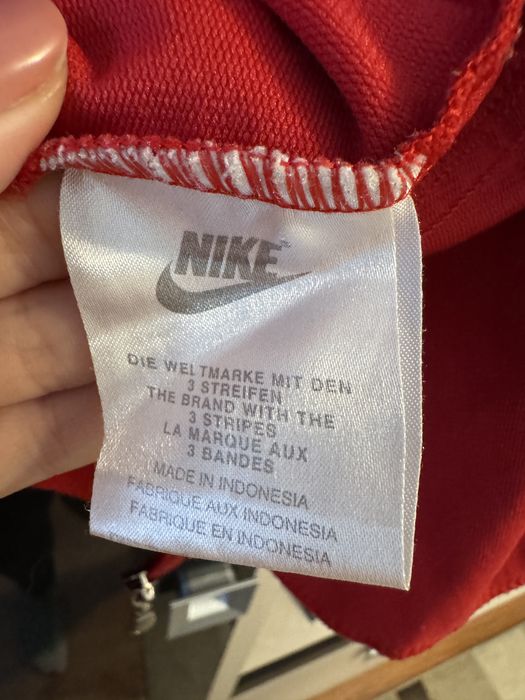 NIKE
DIE WELTMARKE MIT DEN
3 STREIFEN
THE BRAND WITH THE
3 STRIPES
LA MARQUE AUX
3 BANDES
MADE IN INDONESIA
FABRIQUE AUX INDONESIA
FABRIQUE EN INDONESIA